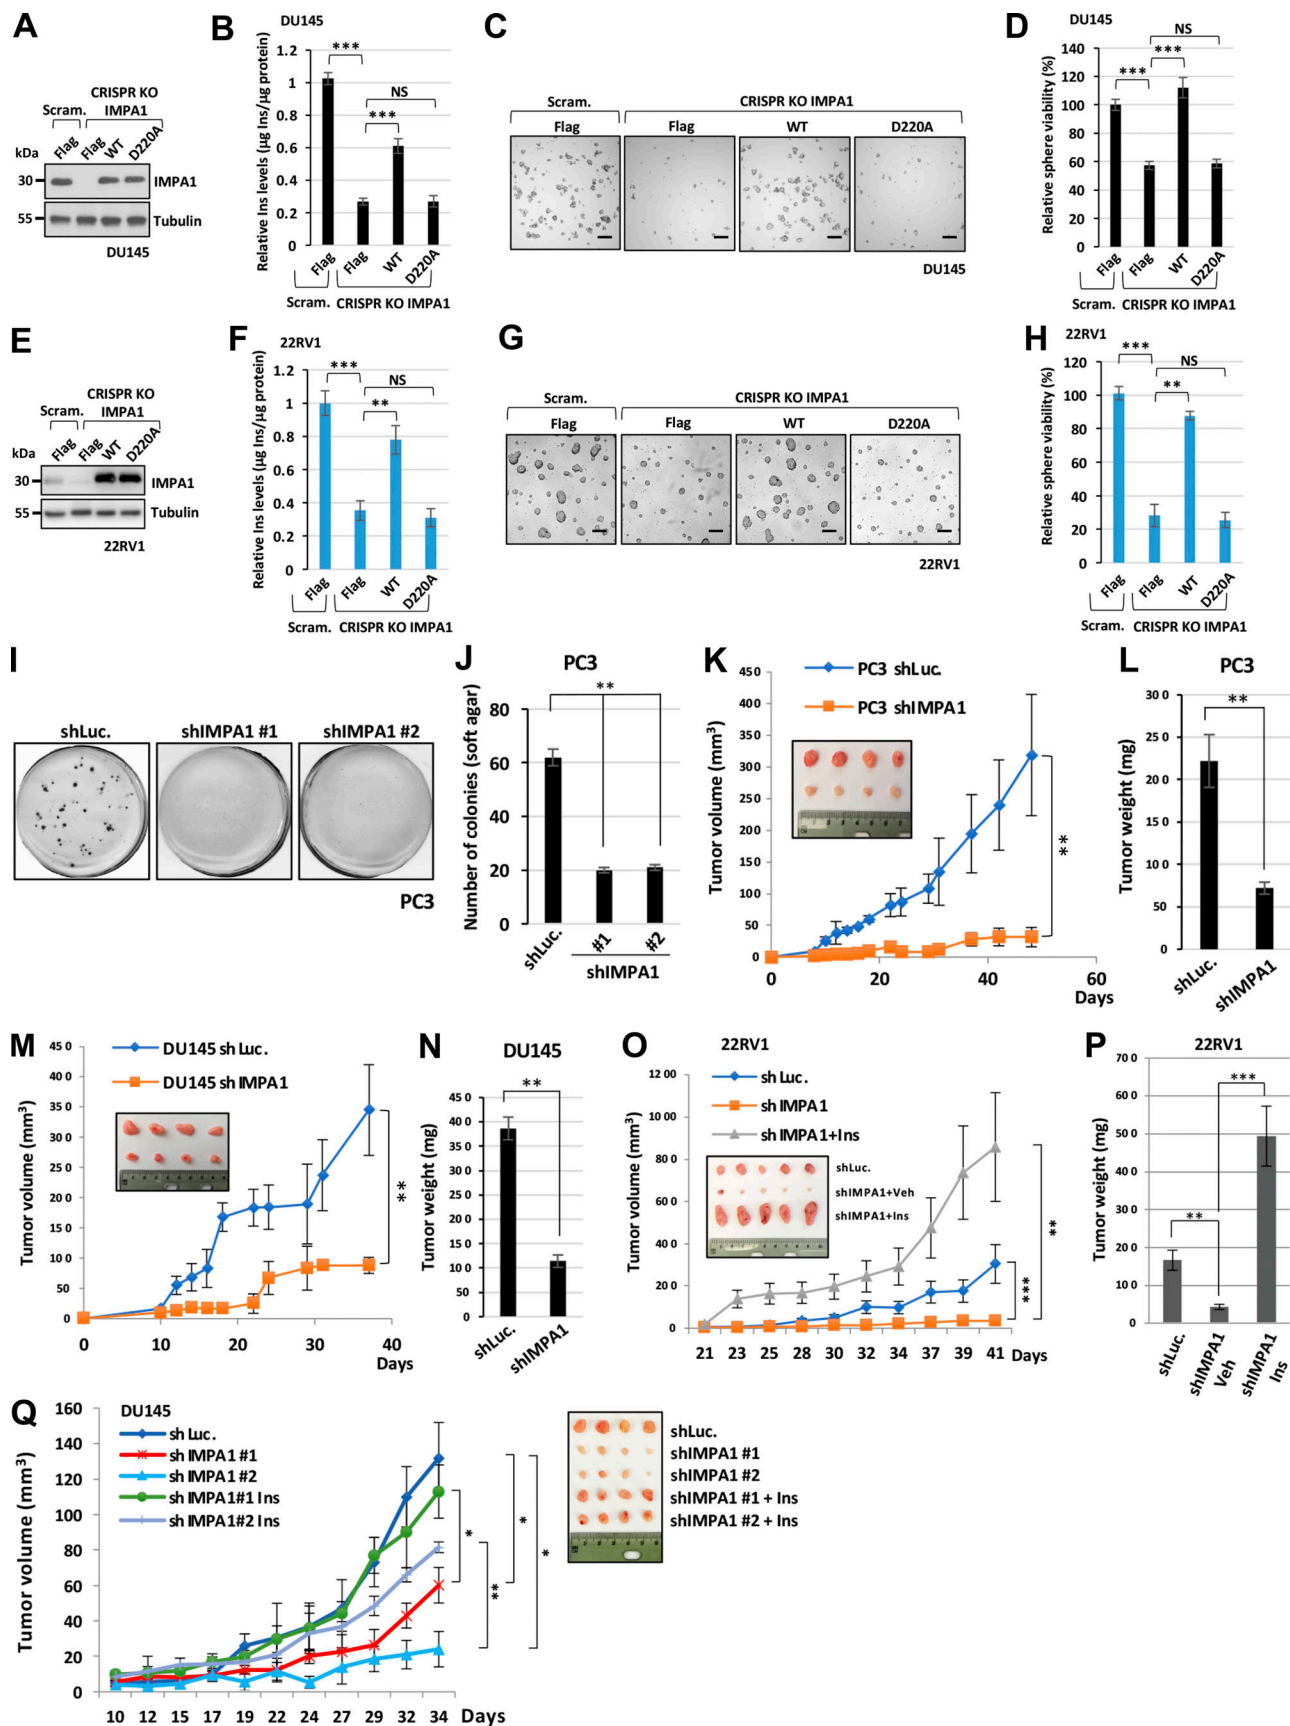 A
CRISPR KO
Scram. IMPA1
Flag Flag WT D220A
kDa
30 IMPA1
55 Tubulin
DU145
B
DU145
Relative Ins levels (µg Ins/µg protein)
1.2
1
0.8
0.6
0.4
0.2
0
***
NS
***
Flag Flag WT D220A
Scram. CRISPR KO IMPA1
C
Scram. CRISPR KO IMPA1
Flag Flag WT D220A
DU145
D
DU145
Relative sphere viability (%)
140
120
100
80
60
40
20
0
NS
***
***
Flag Flag WT D220A
Scram. CRISPR KO IMPA1
E
CRISPR KO
Scram. IMPA1
Flag Flag WT D220A
kDa
30 IMPA1
55 Tubulin
22RV1
F
22RV1
Relative Ins levels (µg Ins/µg protein)
1.2
1
0.8
0.6
0.4
0.2
0
***
NS
**
Flag Flag WT D220A
Scram. CRISPR KO IMPA1
G
Scram. CRISPR KO IMPA1
Flag Flag WT D220A
22RV1
H
22RV1
Relative sphere viability (%)
120
100
80
60
40
20
0
***
NS
**
Flag Flag WT D220A
Scram. CRISPR KO IMPA1
I
shLuc. shIMPA1 #1 shIMPA1 #2
PC3
J
PC3
Number of colonies (soft agar)
80
60
40
20
0
**
shLuc. #1 #2
shIMPA1
K
PC3 shLuc.
PC3 shIMPA1
Tumor volume (mm³)
450
400
350
300
250
200
150
100
50
0
0 20 40 60
Days
**
L
PC3
Tumor weight (mg)
300
250
200
150
100
50
0
**
shLuc. shIMPA1
M
DU145 sh Luc.
DU145 sh IMPA1
Tumor volume (mm³)
450
400
350
300
250
200
150
100
50
0
0 10 20 30 40
Days
**
N
DU145
Tumor weight (mg)
450
400
350
300
250
200
150
100
50
0
**
shLuc. shIMPA1
O
22RV1
sh Luc.
sh IMPA1
sh IMPA1+Ins
Tumor volume (mm³)
1200
1000
800
600
400
200
0
shLuc.
shIMPA1+Veh
shIMPA1+Ins
21 23 25 28 30 32 34 37 39 41 Days
***
**
P
22RV1
Tumor weight (mg)
700
600
500
400
300
200
100
0
***
**
shLuc. shIMPA1 Veh shIMPA1 Ins
Q
DU145
sh Luc.
sh IMPA1 #1
sh IMPA1 #2
sh IMPA1#1 Ins
sh IMPA1#2 Ins
Tumor volume (mm³)
160
140
120
100
80
60
40
20
0
10 12 15 17 19 22 24 27 29 32 34 Days
*
**
*
*
shLuc.
shIMPA1 #1
shIMPA1 #2
shIMPA1 #1 + Ins
shIMPA1 #2 + Ins